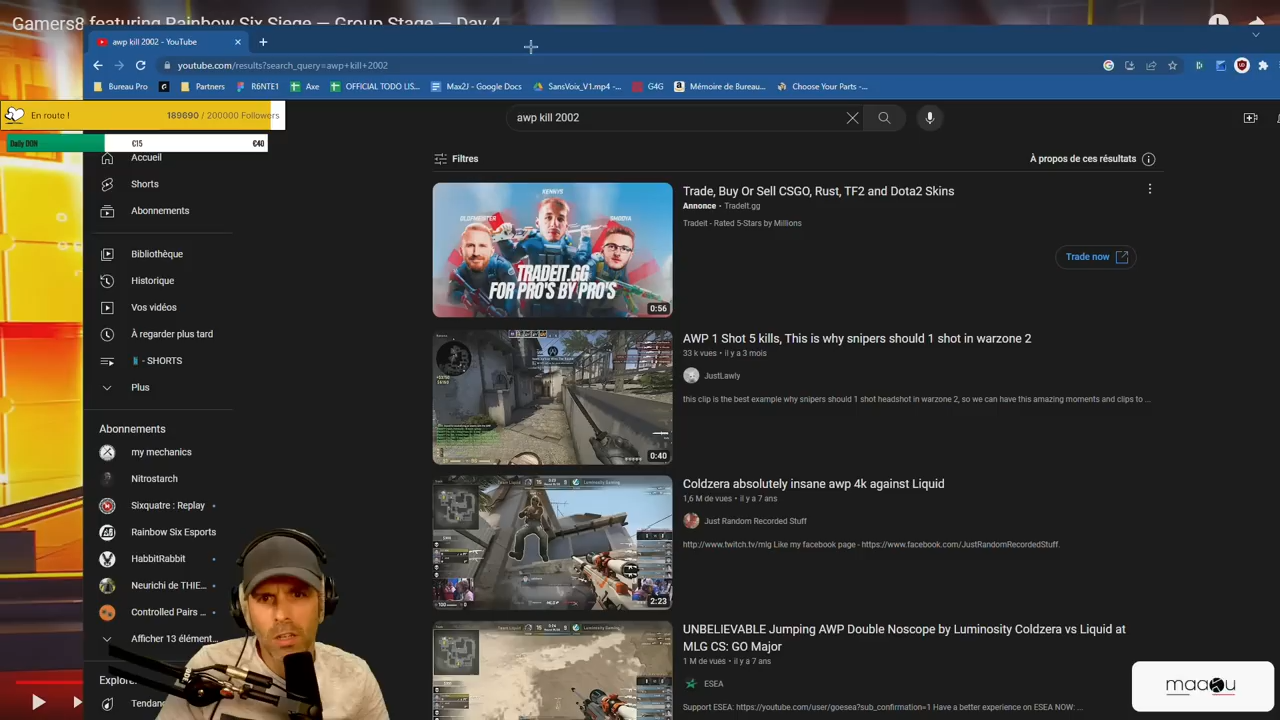 Gamers8 featuring Rainbow Six Siege — Group Stage — Day 4
awp kill 2002 - YouTube
youtube.com/results?search_query=awp+kill+2002
Bureau Pro
Partners
R6NTE1
Axe
OFFICIAL TODO LIS...
Max2J - Google Docs
SansVoix_V1.mp4 -...
G4G
Mémoire de Bureau...
Choose Your Parts -...
En route !
189690 / 200000 Followers
Daily DON
€15
€40
awp kill 2002
Accueil
Shorts
Abonnements
Bibliothèque
Historique
Vos vidéos
À regarder plus tard
- SHORTS
Plus
Abonnements
my mechanics
Nitrostarch
Sixquatre : Replay
Rainbow Six Esports
HabbitRabbit
Neurichi de THIE...
Controlled Pairs ...
Afficher 13 élément...
Explore
Tendan
Filtres
À propos de ces résultats
KENNYS
OLOFMEISTER
SMOOYA
TRADEIT.GG
FOR PRO'S BY PRO'S
0:56
Trade, Buy Or Sell CSGO, Rust, TF2 and Dota2 Skins
Annonce • Tradeit.gg
Tradeit - Rated 5-Stars by Millions
Trade now
0:40
AWP 1 Shot 5 kills, This is why snipers should 1 shot in warzone 2
33 k vues • il y a 3 mois
JustLawly
this clip is the best example why snipers should 1 shot headshot in warzone 2, so we can have this amazing moments and clips to ...
2:23
Coldzera absolutely insane awp 4k against Liquid
1,6 M de vues • il y a 7 ans
Just Random Recorded Stuff
http://www.twitch.tv/mlg Like my facebook page - https://www.facebook.com/JustRandomRecordedStuff.
UNBELIEVABLE Jumping AWP Double Noscope by Luminosity Coldzera vs Liquid at
MLG CS: GO Major
1 M de vues • il y a 7 ans
ESEA
Support ESEA: https://youtube.com/user/goesea?sub_confirmation=1 Have a better experience on ESEA NOW: ...